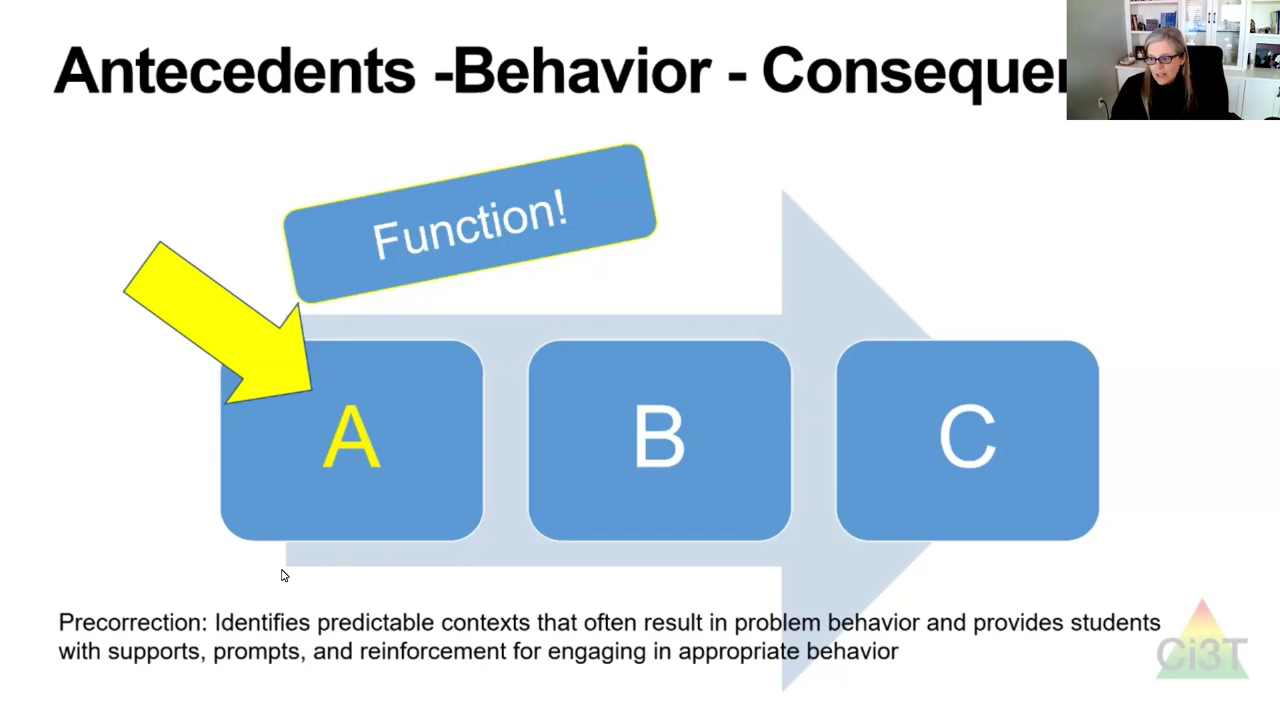 Antecedents -Behavior - Consequen
Function!
A
B
C
Precorrection: Identifies predictable contexts that often result in problem behavior and provides students
with supports, prompts, and reinforcement for engaging in appropriate behavior
Ci3T